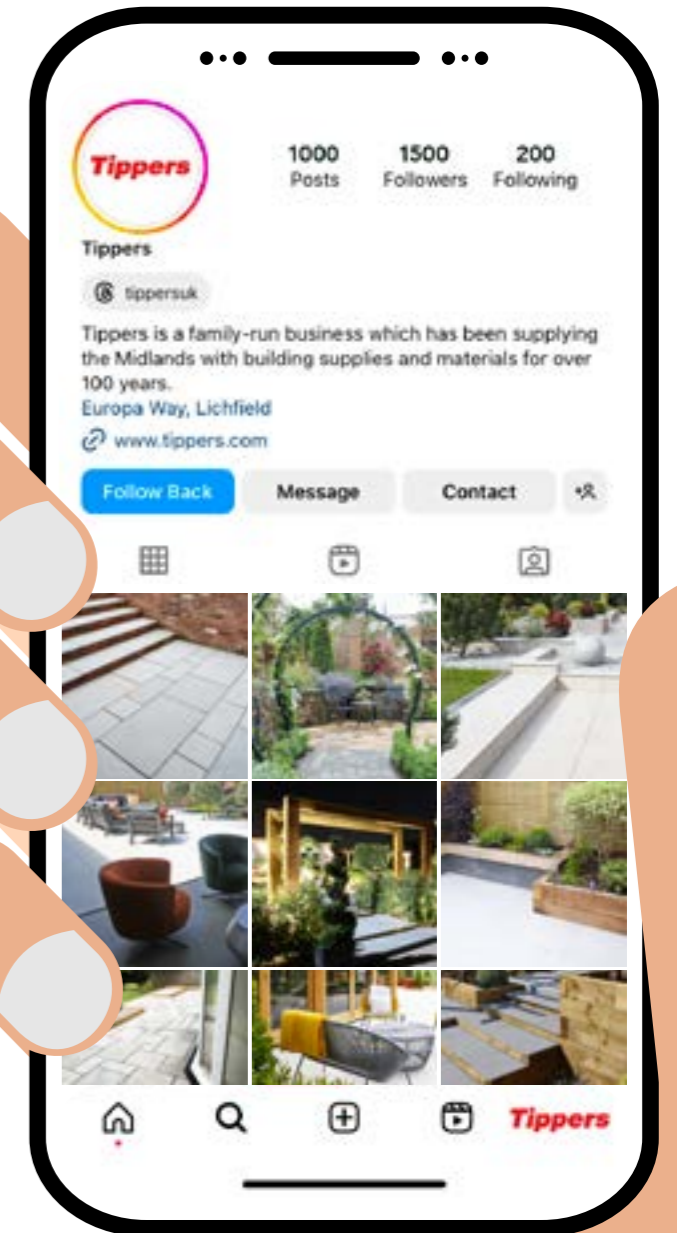 Tippers
1000 1500 200
Posts Followers Following
Tippers
tippersuk
Tippers is a family-run business which has been supplying
the Midlands with building supplies and materials for over
100 years.
Europa Way, Lichfield
www.tippers.com
Follow Back Message Contact
Tippers